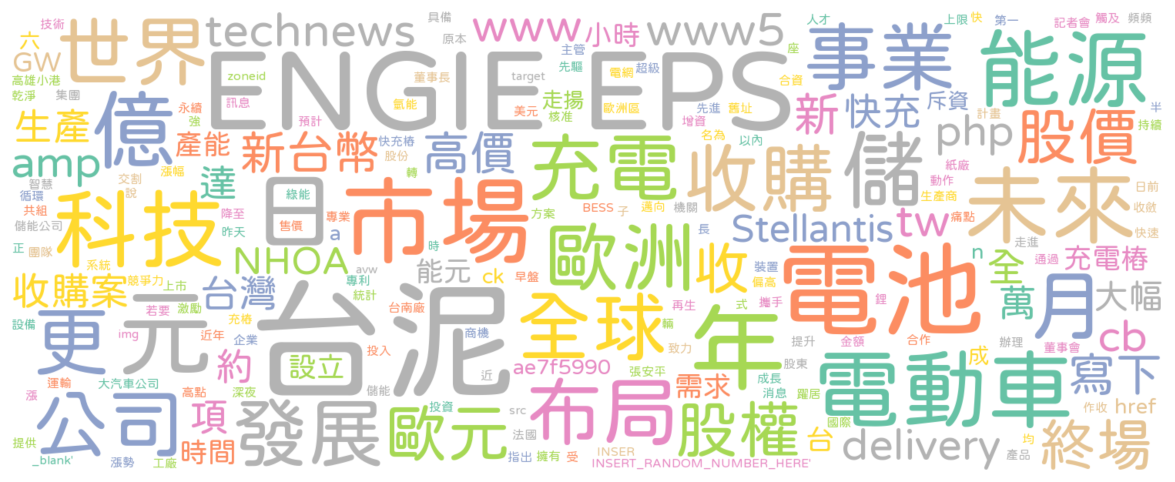 技術
具備
頻頻
世界
technews
www
小時
www5
人才
上限
快
第一
記者會
觸及
六
原本
主管
座
事業
能源
GW
ENGIE
EPS
高雄小港
zoneid
董事長
target
先驅
電網
超級
合資
乾淨
集團
氫能
美元
歐洲區
先進
舊址
半
永續
訊息
走揚
核准
增資
新
快充
斥資
計畫
持續
生產
億
強
預計
名為
php
股價
產能
新台幣
快充樁
高價
充電
以內
收購
儲
紙廠
amp
漲幅
股份
轉
動作
日前
智慧
交割
達
綠能
方案
邁向
機關
生產商
未來
收斂
循環
說
日
市場
BESS
子
共組
科技
降至
售價
專業
Stellantis
tw
痛點
快速
儲能公司
昨天
a
歐洲
長
正
團隊
NHOA
時
走進
通過
充電樁
系統
競爭力
上市
avw
能元
ck
早盤
收
裝置
電池
n
全
收購案
台灣
專利
統計
偏高
若要
激勵
台南廠
再生
式
攜手
鋰
萬
月
大幅
設備
更
元
充樁
台泥
商機
全球
輛
年
img
近年
企業
致力
提升
金額
合作
辦理
董事會
cb
約
設立
投入
近
ae7f5990
張安平
股東
成
寫下
漲
運輸
大汽車公司
高點
深夜
儲能
需求
成長
消息
躍居
電動車
公司
項
發展
歐元
投資
src
布局
股權
國際
作收
href
提供
時間
法國
台
delivery
均
終場
_blank'
漲勢
工廠
指出
擁有
受
INSER
INSERT_RANDOM_NUMBER_HERE'
產品